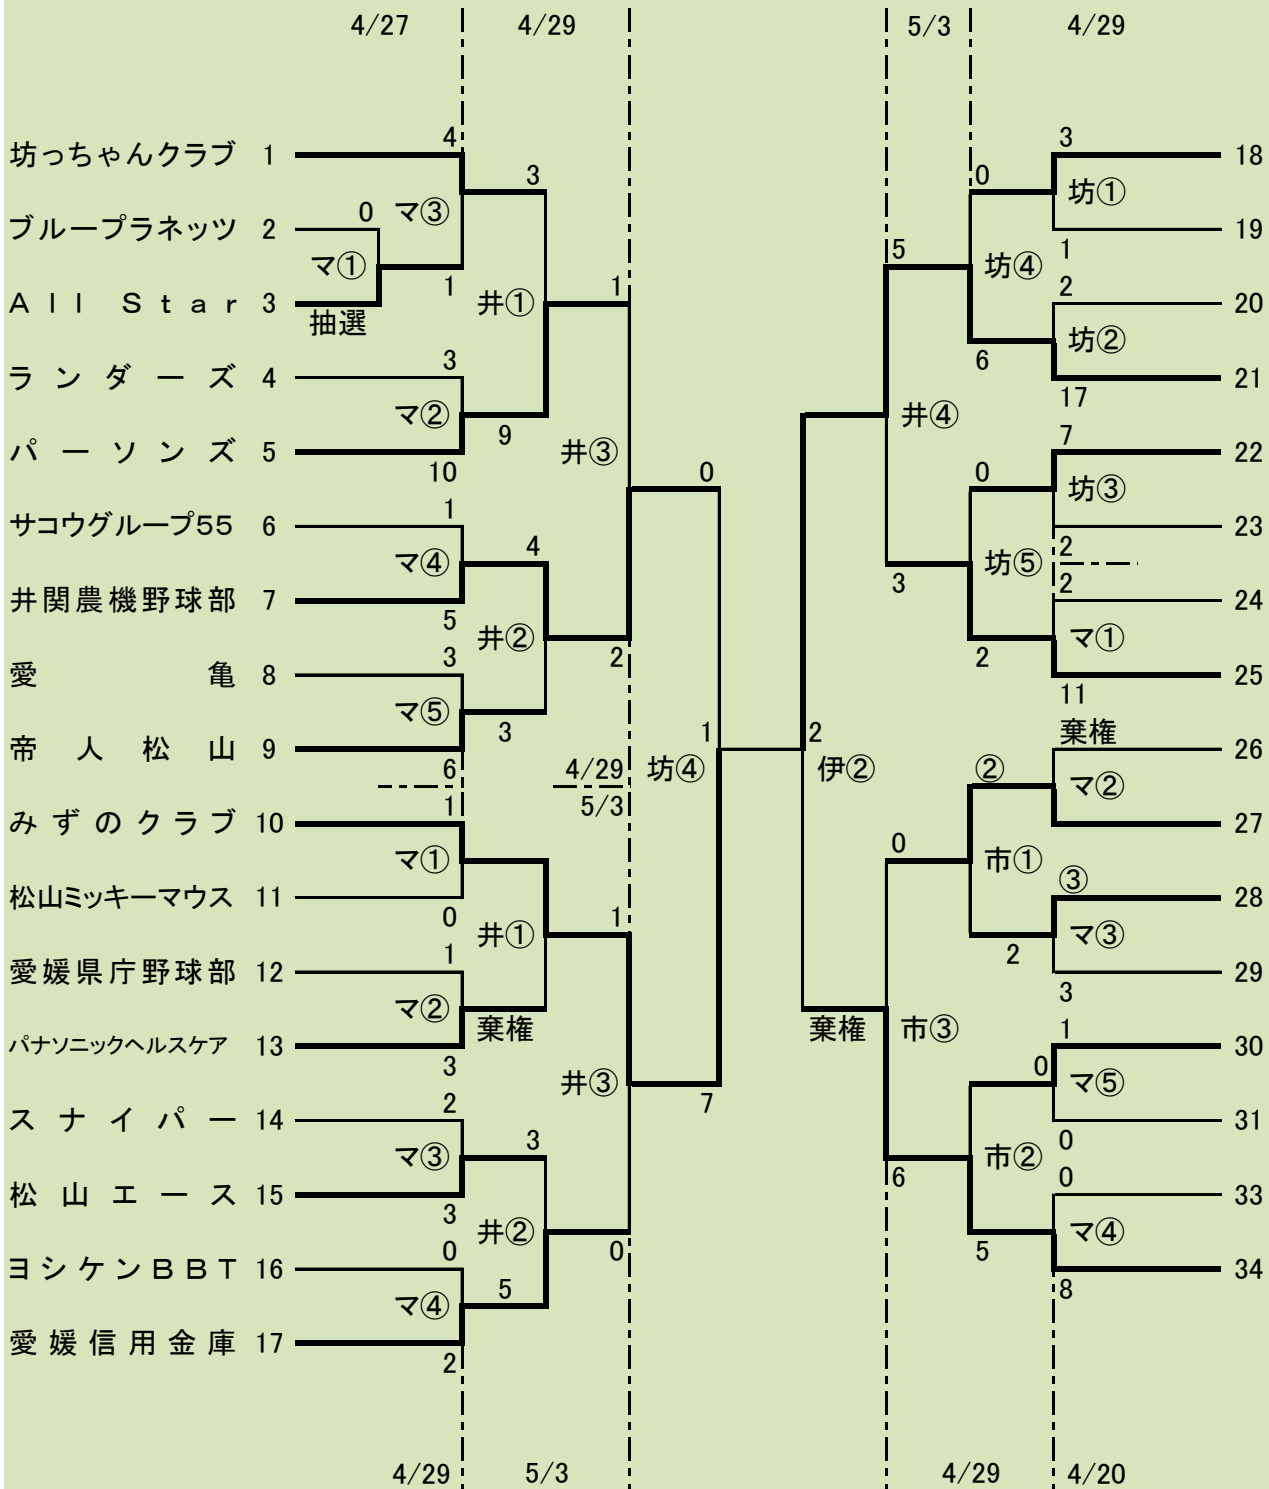 4/27 4/29 5/3 4/29
4 3
坊っちゃんクラブ 1 18
3 0
0 マ③ 坊①
ブループラネッツ 2 19
マ① 5 坊④ 1
1 井① 1 2
All Star 3 20
抽選 坊②
3 6
ランダーズ 4 21
マ② 17
9 井④
井③ 7
パーソンズ 5 22
10 0 0 坊③
1
サコウグループ55 6 23
4 2
マ④ 坊⑤
3 2
井関農機野球部 7 24
5 井② マ①
3 2 2
愛亀 8 25
マ⑤ 11
3 1 2 棄権
帝人松山 9 26
6 4/29 坊④ 伊② ② マ②
1 5/3
みずのクラブ 10 27
0
マ① 市① ③
松山ミッキーマウス 11 28
0 井① 1 マ③
1 2
愛媛県庁野球部 12 29
3
マ② 棄権 棄権 市③ 1
パナソニックヘルスケア 13 30
3 井③ 0 マ⑤
2 7
スナイパー 14 31
3 0
マ③ 市②
6 0
松山エース 15 33
3 井② マ④
0 0 5
ヨシケンBBT 16 34
5 8
マ④
愛媛信用金庫 17
2
4/29 5/3 4/29 4/20